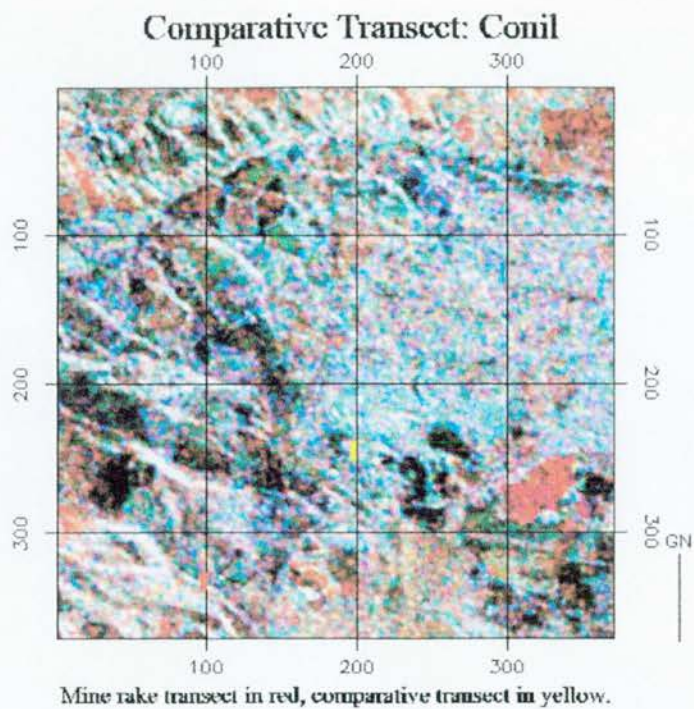 Comparative Transect: Conil
100 200 300
100 100
200 200
300 300
GN
100 200 300
Mine rake transect in red, comparative transect in yellow.